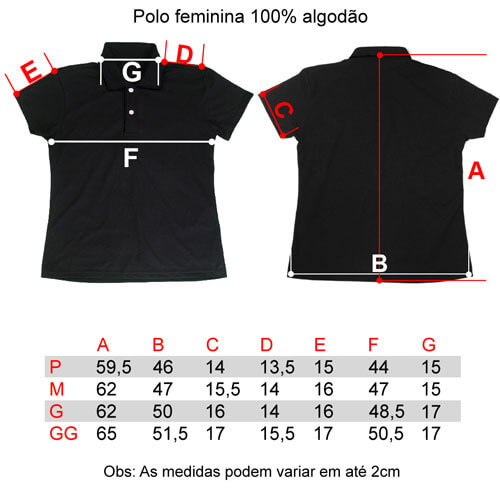 Polo feminina 100% algodão
E G D F
C A B
A B C D E F G
P 59,5 46 14 13,5 15 44 15
M 62 47 15,5 14 16 47 15
G 62 50 16 14 16 48,5 17
GG 65 51,5 17 15,5 17 50,5 17
Obs: As medidas podem variar em até 2cm